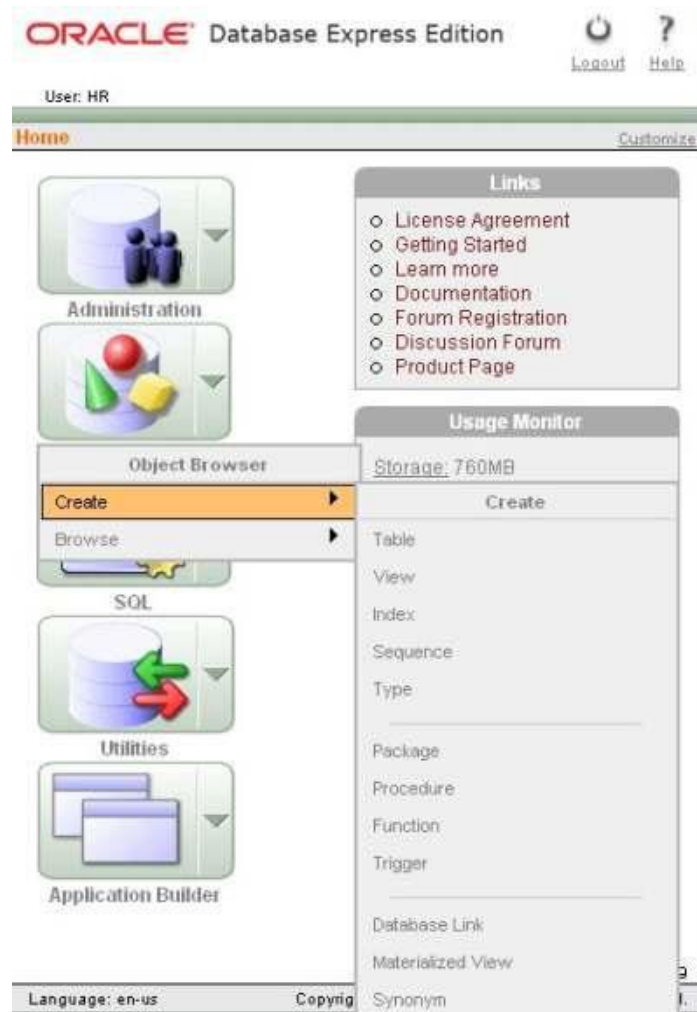 ORACLE Database Express Edition
?
Logout
Help
User: HR
Home
Customize
Administration
Links
License Agreement
Getting Started
Learn more
Documentation
Forum Registration
Discussion Forum
Product Page
Usage Monitor
Storage: 760MB
Object Browser
Create
Browse
Create
Table
View
Index
Sequence
Type
Package
Procedure
Function
Trigger
Database Link
Materialized View
Synonym
SQL
Utilities
Application Builder
Language: en-us
Copyrig